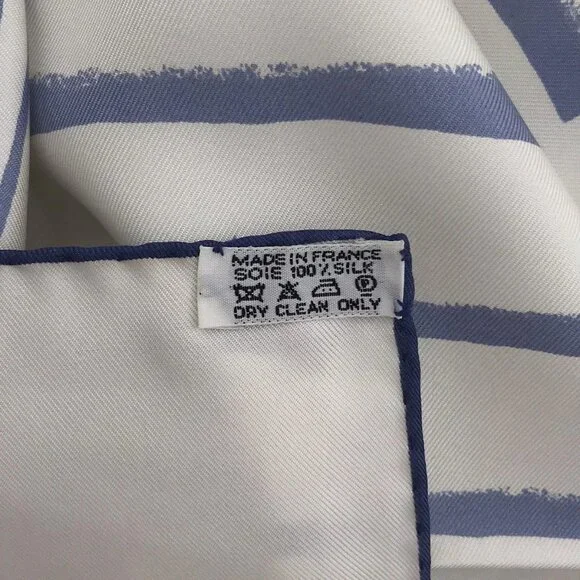 MADE IN FRANCE
SOIE 100% SILK
P
DRY CLEAN ONLY